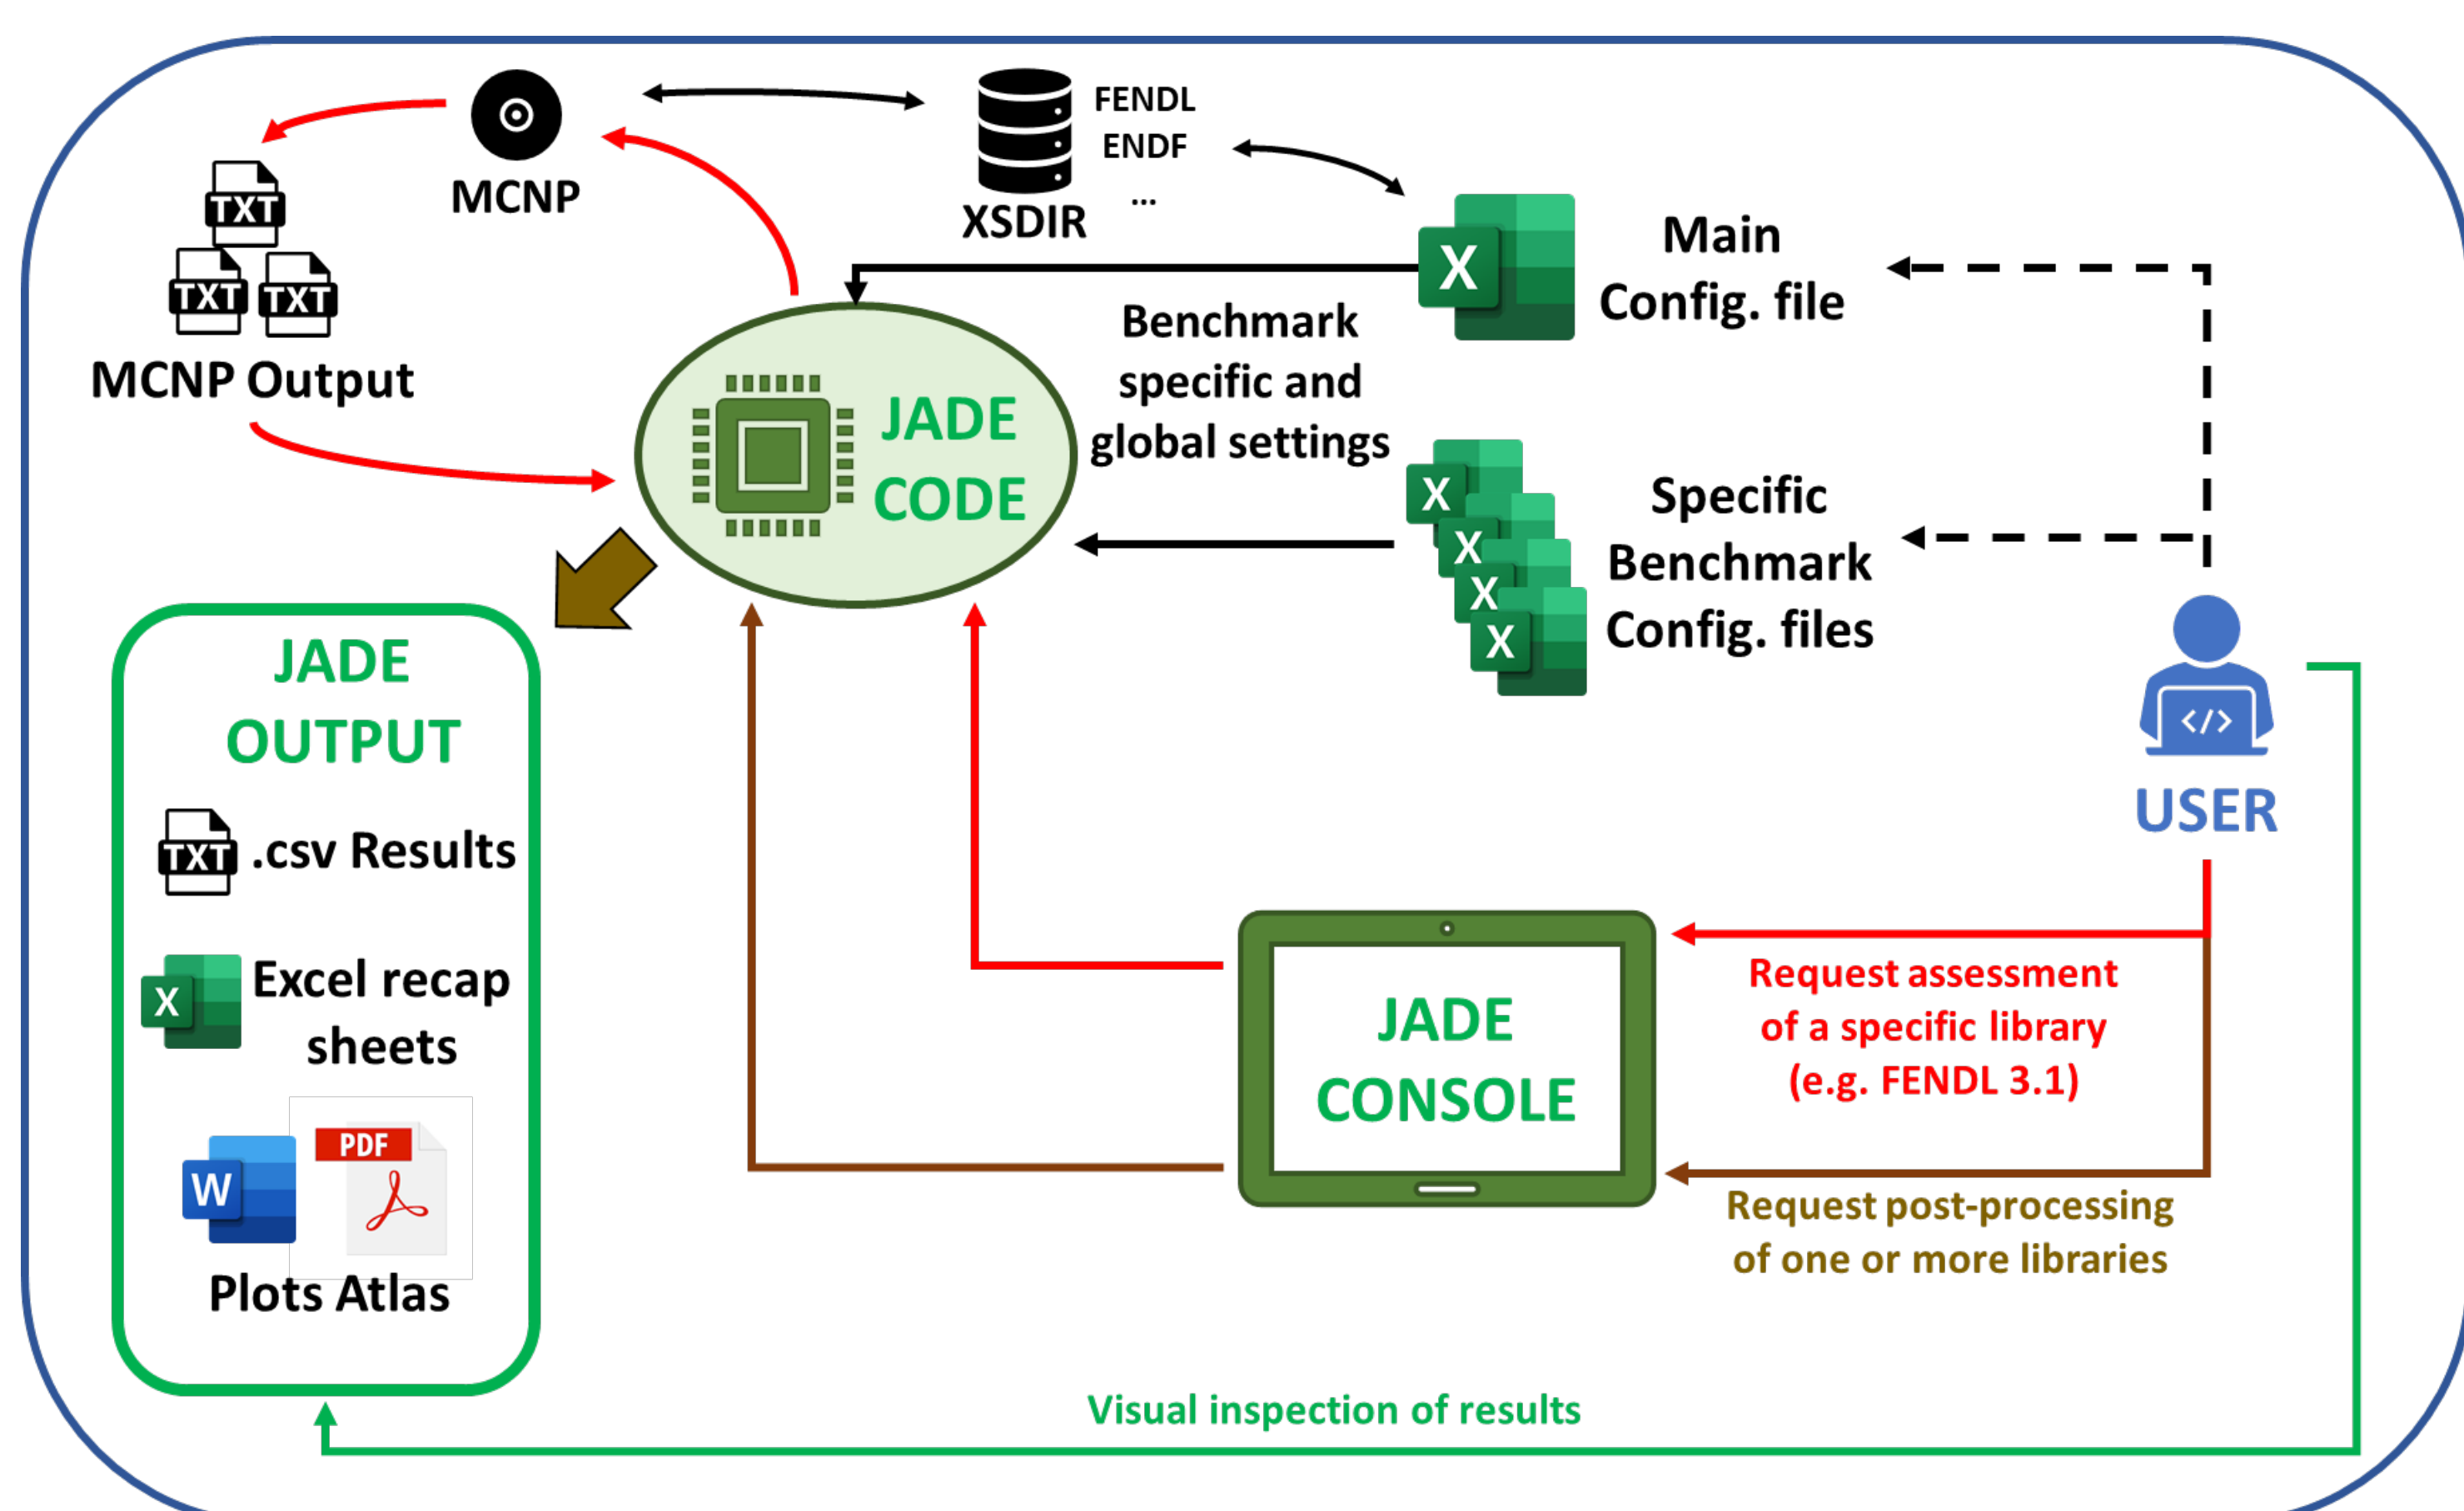 FENDL
ENDF
...
XSDIR
MCNP
TXT
TXT
TXT
MCNP Output
X
Main
Config. file
Benchmark
specific and
global settings
JADE
CODE
X
X
X
X
Specific
Benchmark
Config. files
</>
USER
JADE
OUTPUT
TXT .csv Results
X
Excel recap
sheets
W
PDF
Plots Atlas
JADE
CONSOLE
Request assessment
of a specific library
(e.g. FENDL 3.1)
Request post-processing
of one or more libraries
Visual inspection of results